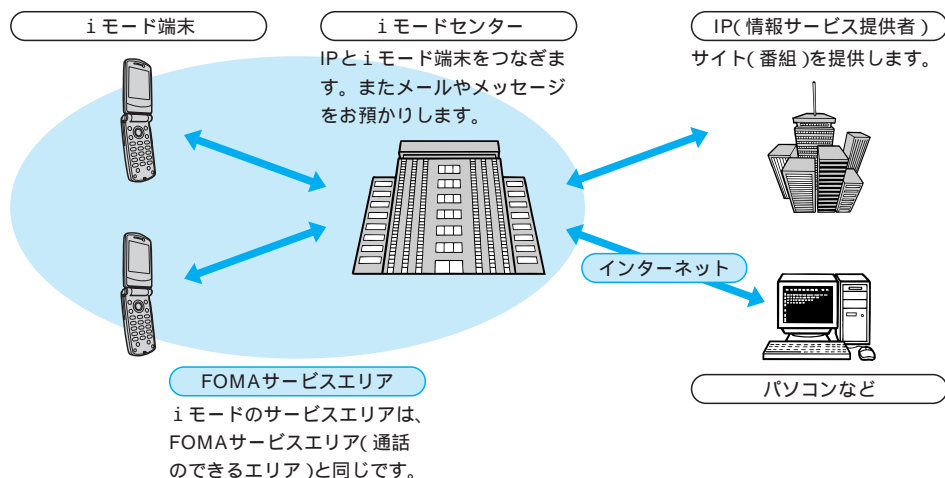 iモード端末
iモードセンター
IPとiモード端末をつなぎま
す。またメールやメッセージ
をお預かりします。
IP(情報サービス提供者)
サイト(番組)を提供します。
インターネット
パソコンなど
FOMAサービスエリア
iモードのサービスエリアは、
FOMAサービスエリア(通話
のできるエリア)と同じです。